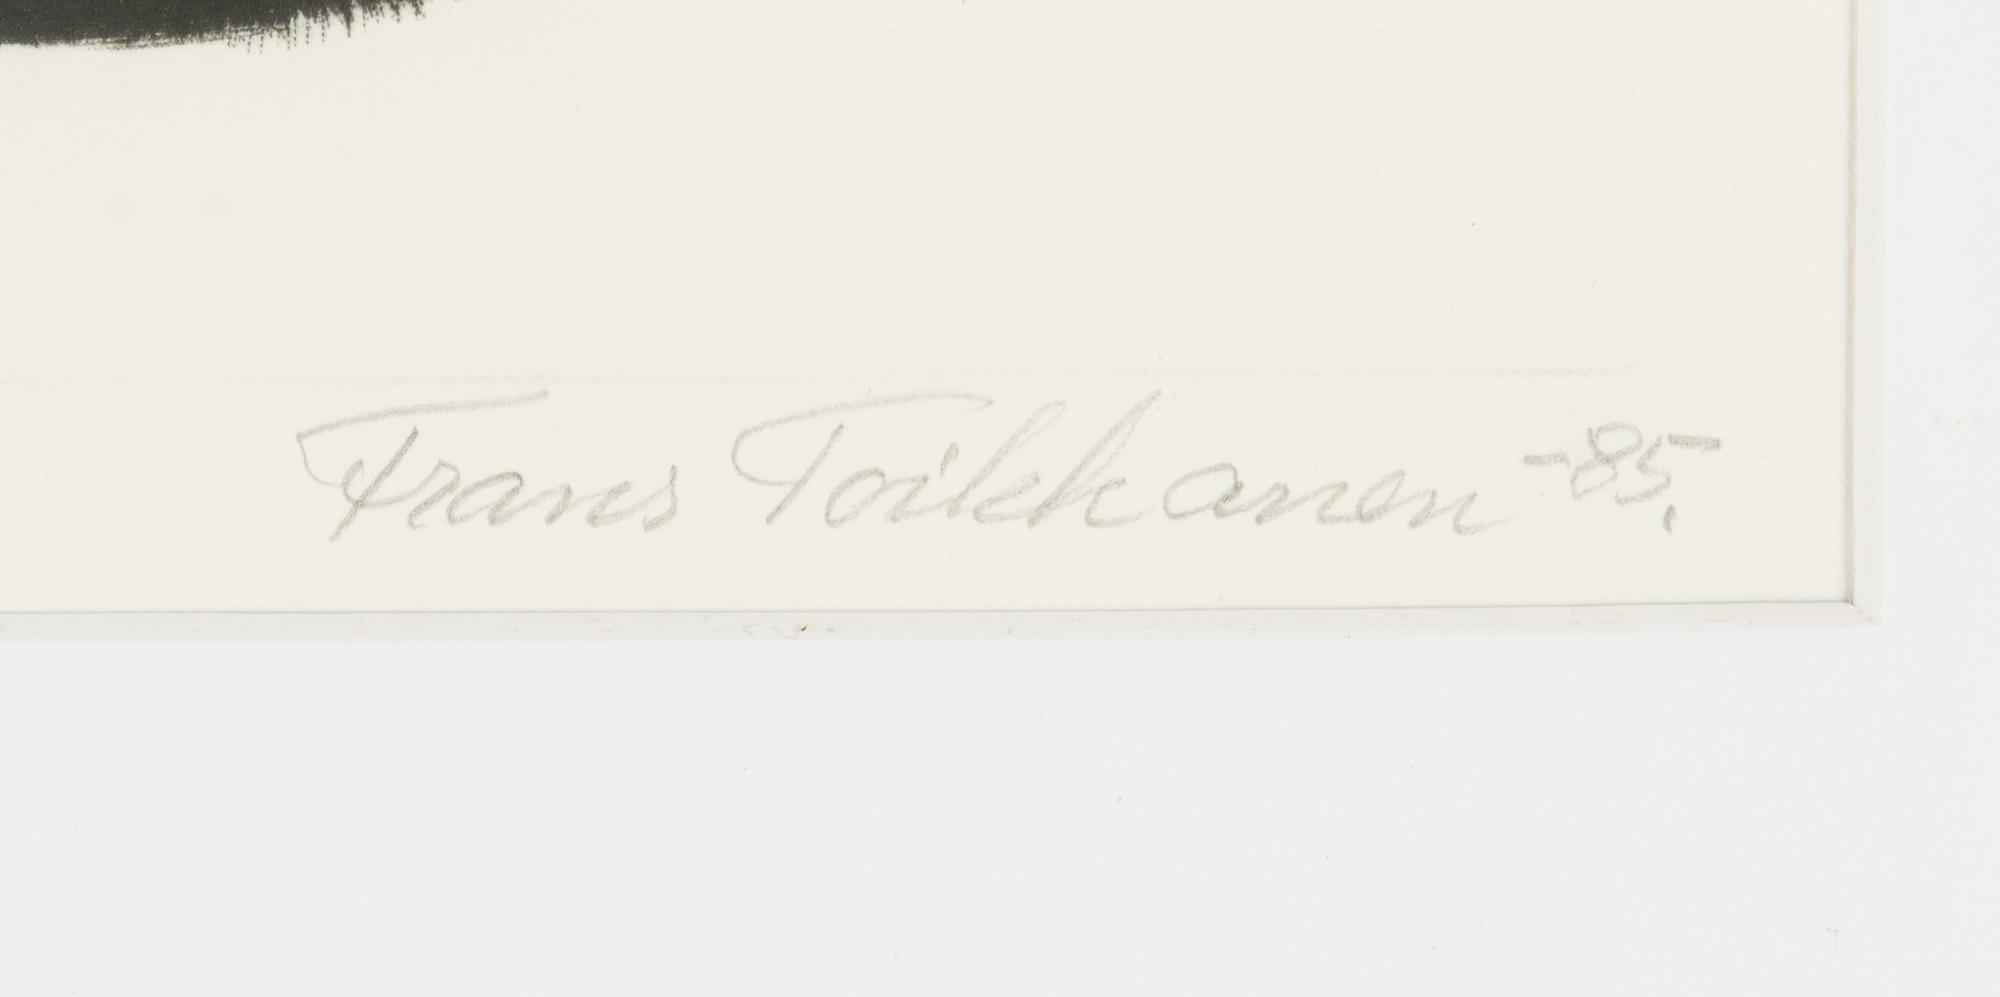 Frans Toikkanen -85.